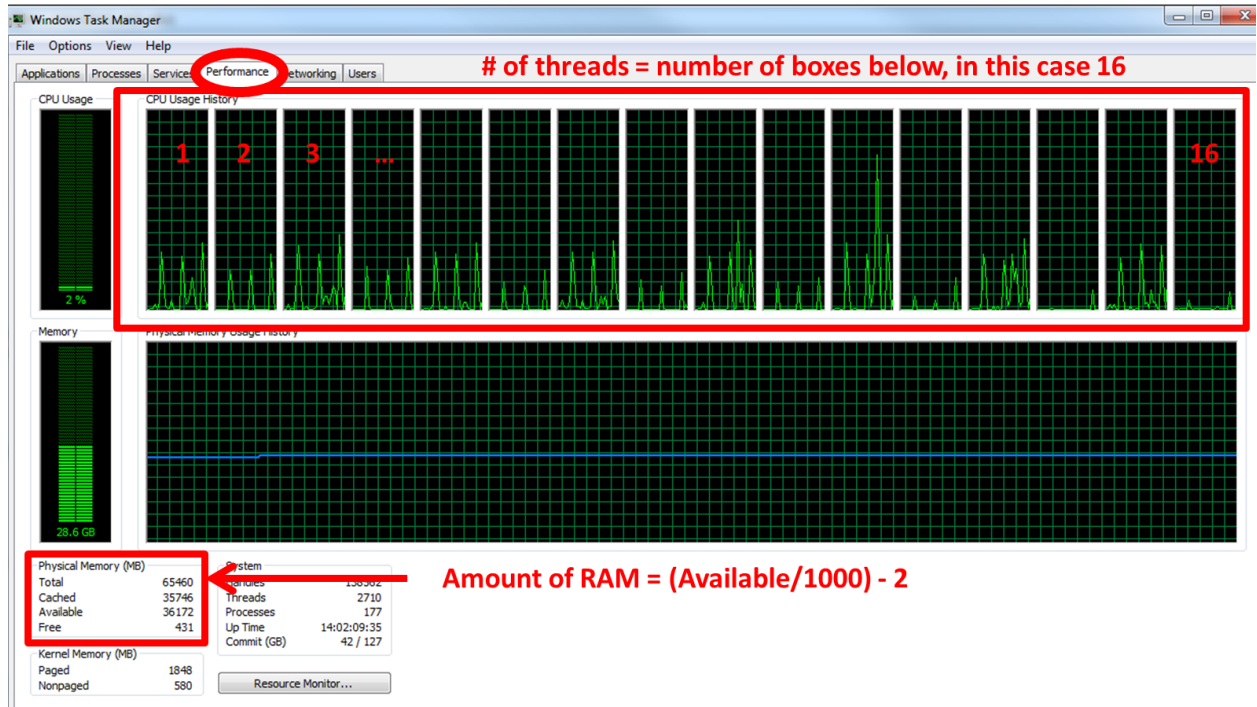 Windows Task Manager
File Options View Help
Applications Processes Services Performance Networking Users
# of threads = number of boxes below, in this case 16
CPU Usage CPU Usage History
1 2 3 ... 16
2 %
Memory Physical Memory Usage History
28.6 GB
Physical Memory (MB)
Total 65460
Cached 35746
Available 36172
Free 431
Kernel Memory (MB)
Paged 1848
Nonpaged 580
System
Handles 138562
Threads 2710
Processes 177
Up Time 14:02:09:35
Commit (GB) 42 / 127
Resource Monitor...
Amount of RAM = (Available/1000) - 2